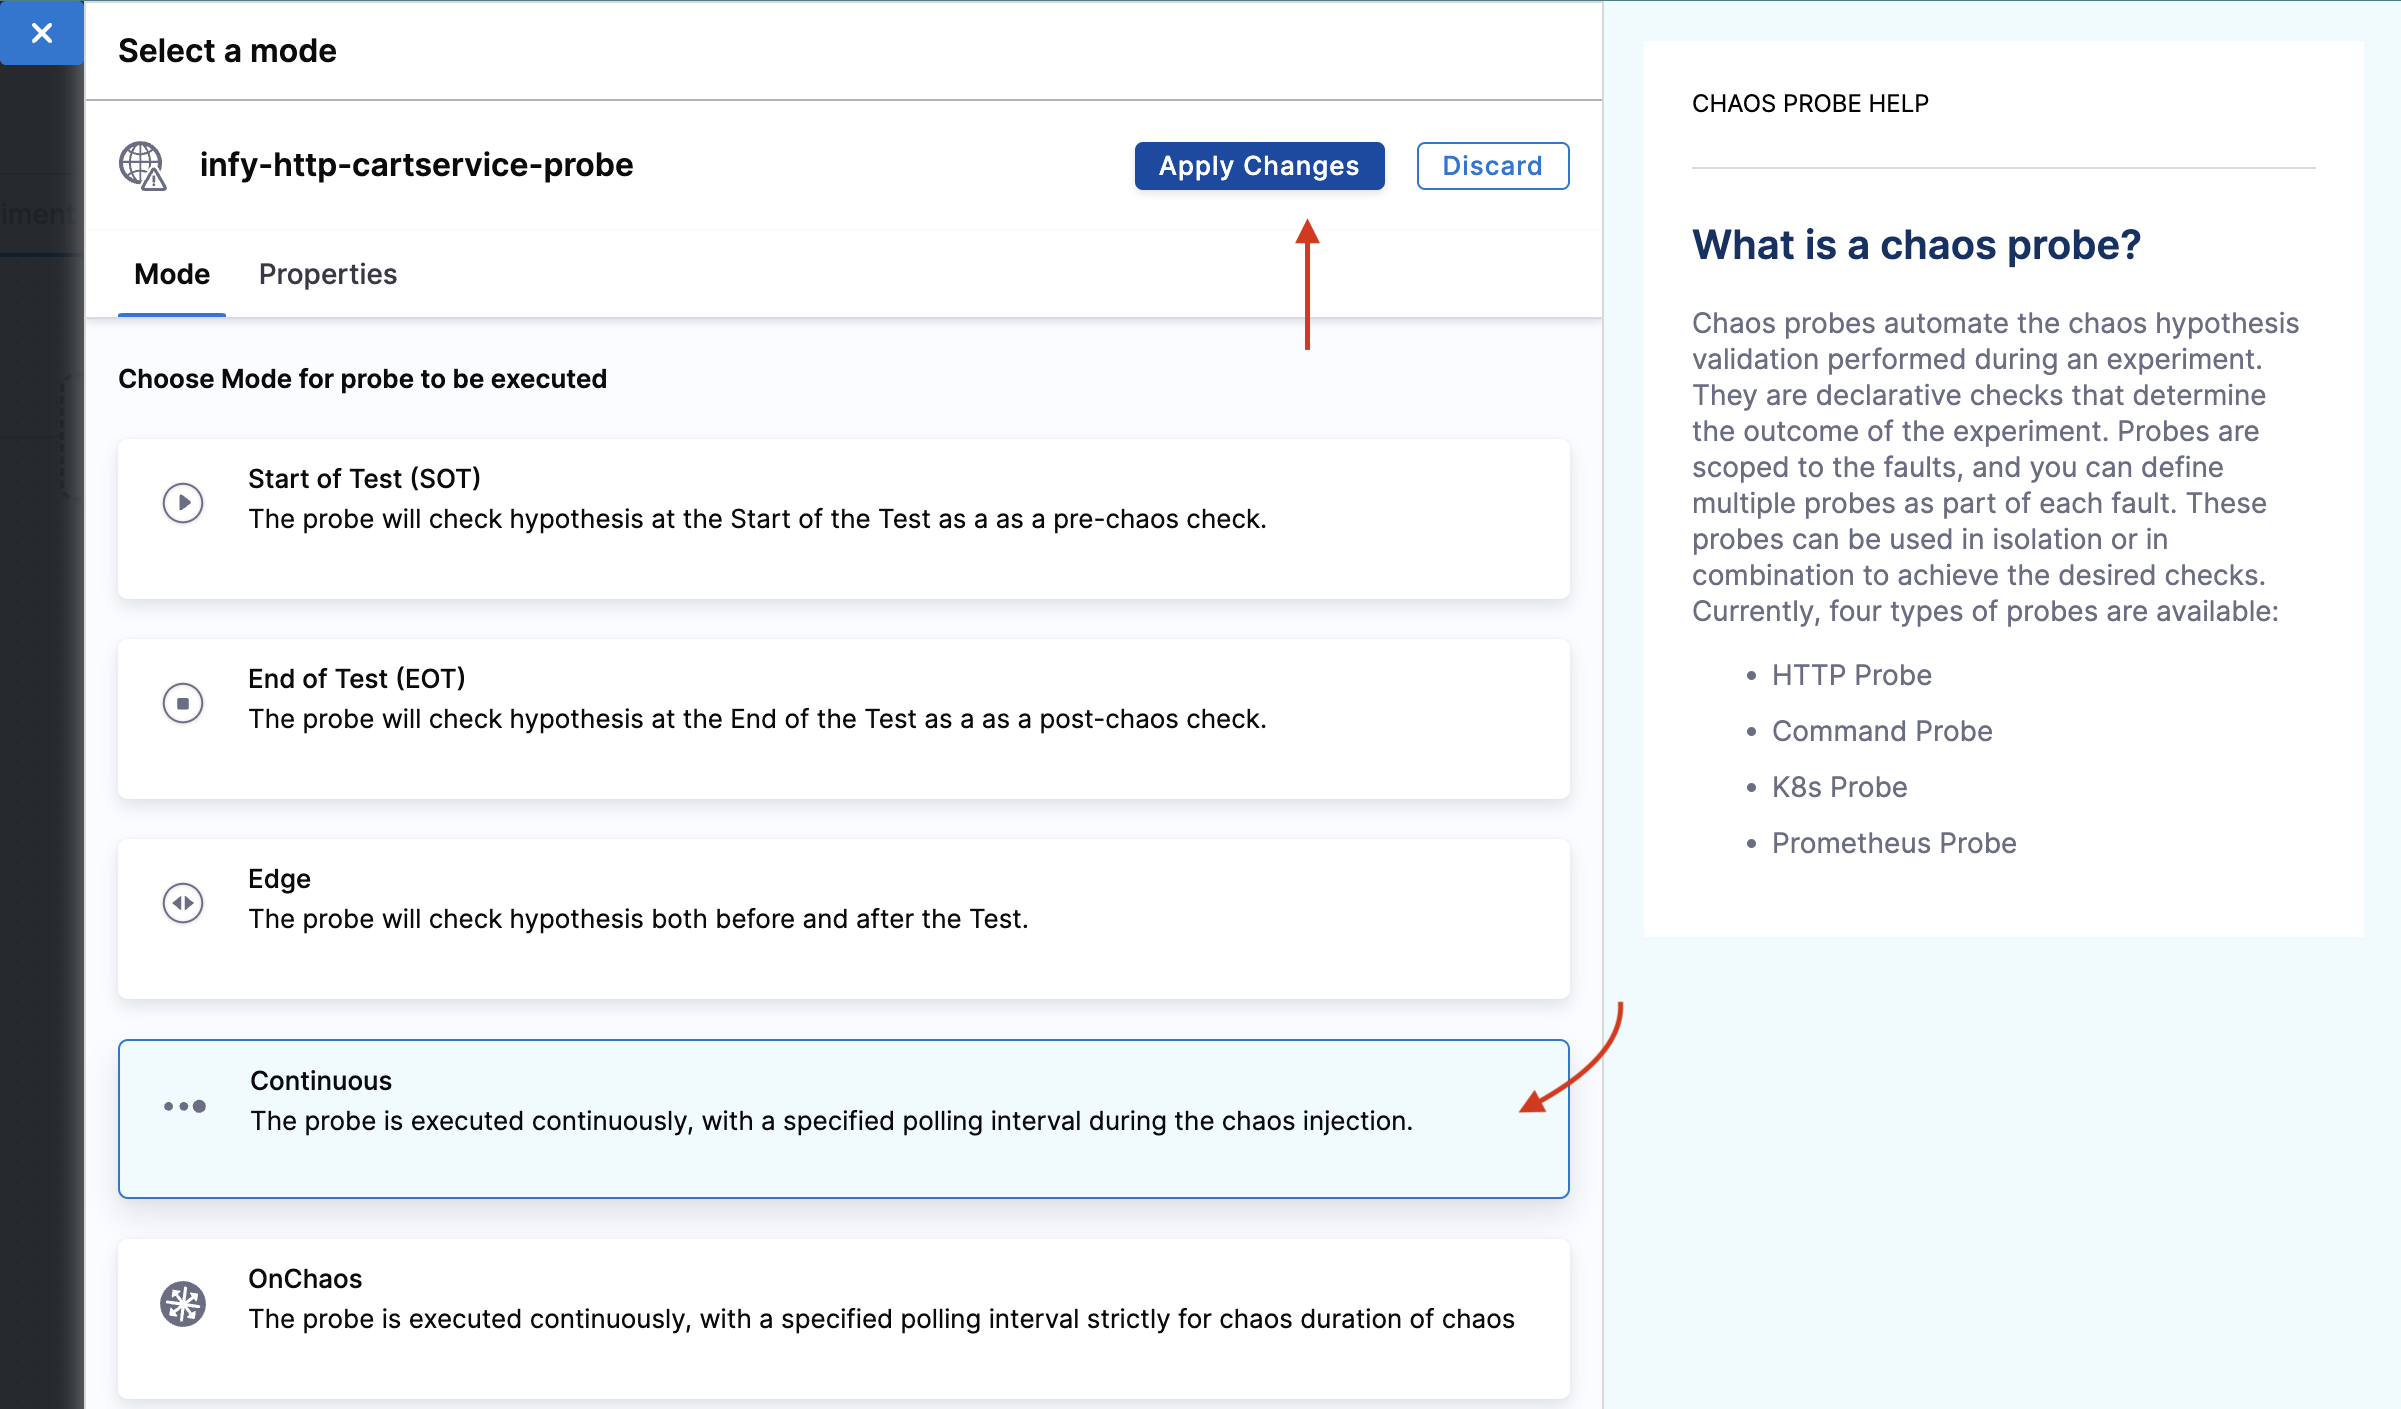 Select a mode
infy-http-cartservice-probe
Apply Changes
Discard
iment
Mode
Properties
Choose Mode for probe to be executed
Start of Test (SOT)
The probe will check hypothesis at the Start of the Test as a as a pre-chaos check.
End of Test (EOT)
The probe will check hypothesis at the End of the Test as a as a post-chaos check.
Edge
The probe will check hypothesis both before and after the Test.
Continuous
The probe is executed continuously, with a specified polling interval during the chaos injection.
OnChaos
The probe is executed continuously, with a specified polling interval strictly for chaos duration of chaos
CHAOS PROBE HELP
What is a chaos probe?
Chaos probes automate the chaos hypothesis
validation performed during an experiment.
They are declarative checks that determine
the outcome of the experiment. Probes are
scoped to the faults, and you can define
multiple probes as part of each fault. These
probes can be used in isolation or in
combination to achieve the desired checks.
Currently, four types of probes are available:
• HTTP Probe
• Command Probe
• K8s Probe
• Prometheus Probe